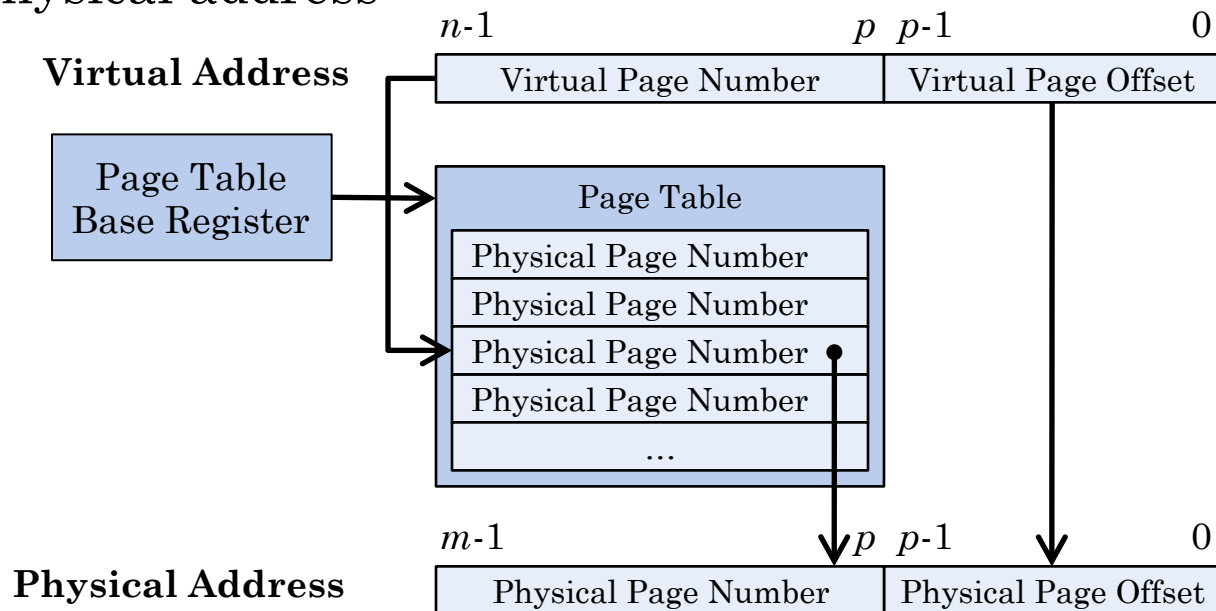 hysical address
n-1 p p-1 0
Virtual Address Virtual Page Number Virtual Page Offset
Page Table
Base Register
Page Table
Physical Page Number
Physical Page Number
Physical Page Number
Physical Page Number
...
m-1 p p-1 0
Physical Address Physical Page Number Physical Page Offset